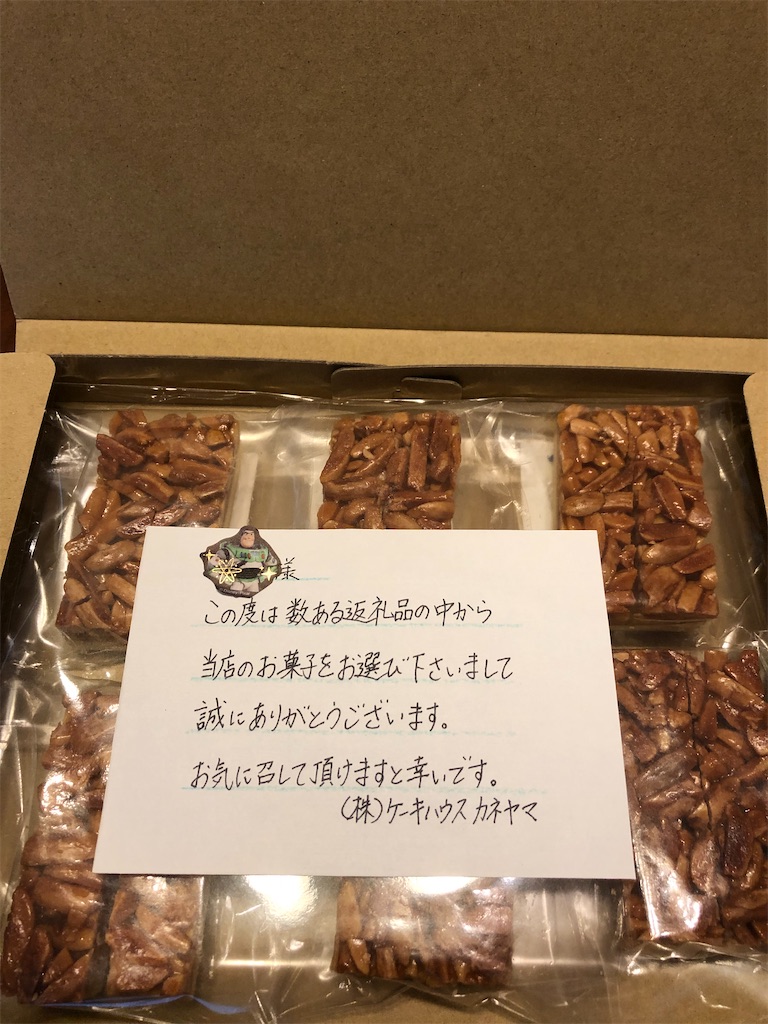 様
この度は数ある返礼品の中から
当店のお菓子をお選び下さいまして
誠にありがとうございます。
お気に召して頂けますと幸いです。
(株)ケーキハウスカネヤマ